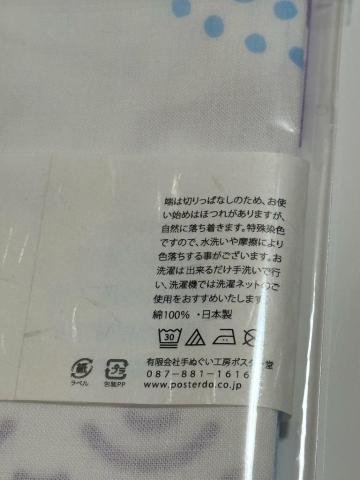 端は切りっぱなしのため、お使
い始めはほつれがありますが、
自然に落ち着きます。特殊染色
ですので、水洗いや摩擦により
色落ちする事がございます。お
洗濯は出来るだけ手洗いで行
い、洗濯機では洗濯ネットのご
使用をおすすめいたします。
綿100% ・日本製
30
有限会社手ぬぐい工房ポスター堂
紙 プラ
ラベル 包装PP
087-881-1616
www.posterdo.co.jp